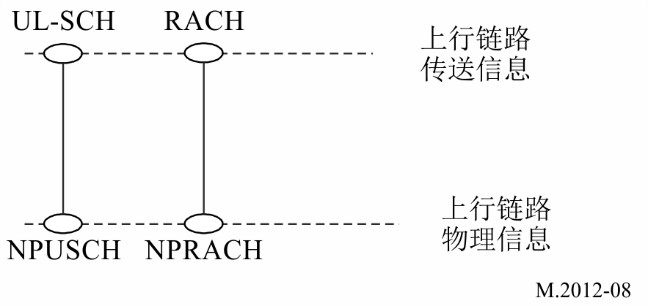 UL-SCH RACH
上行链路
传送信息
上行链路
物理信息
NPUSCH NPRACH
M.2012-08